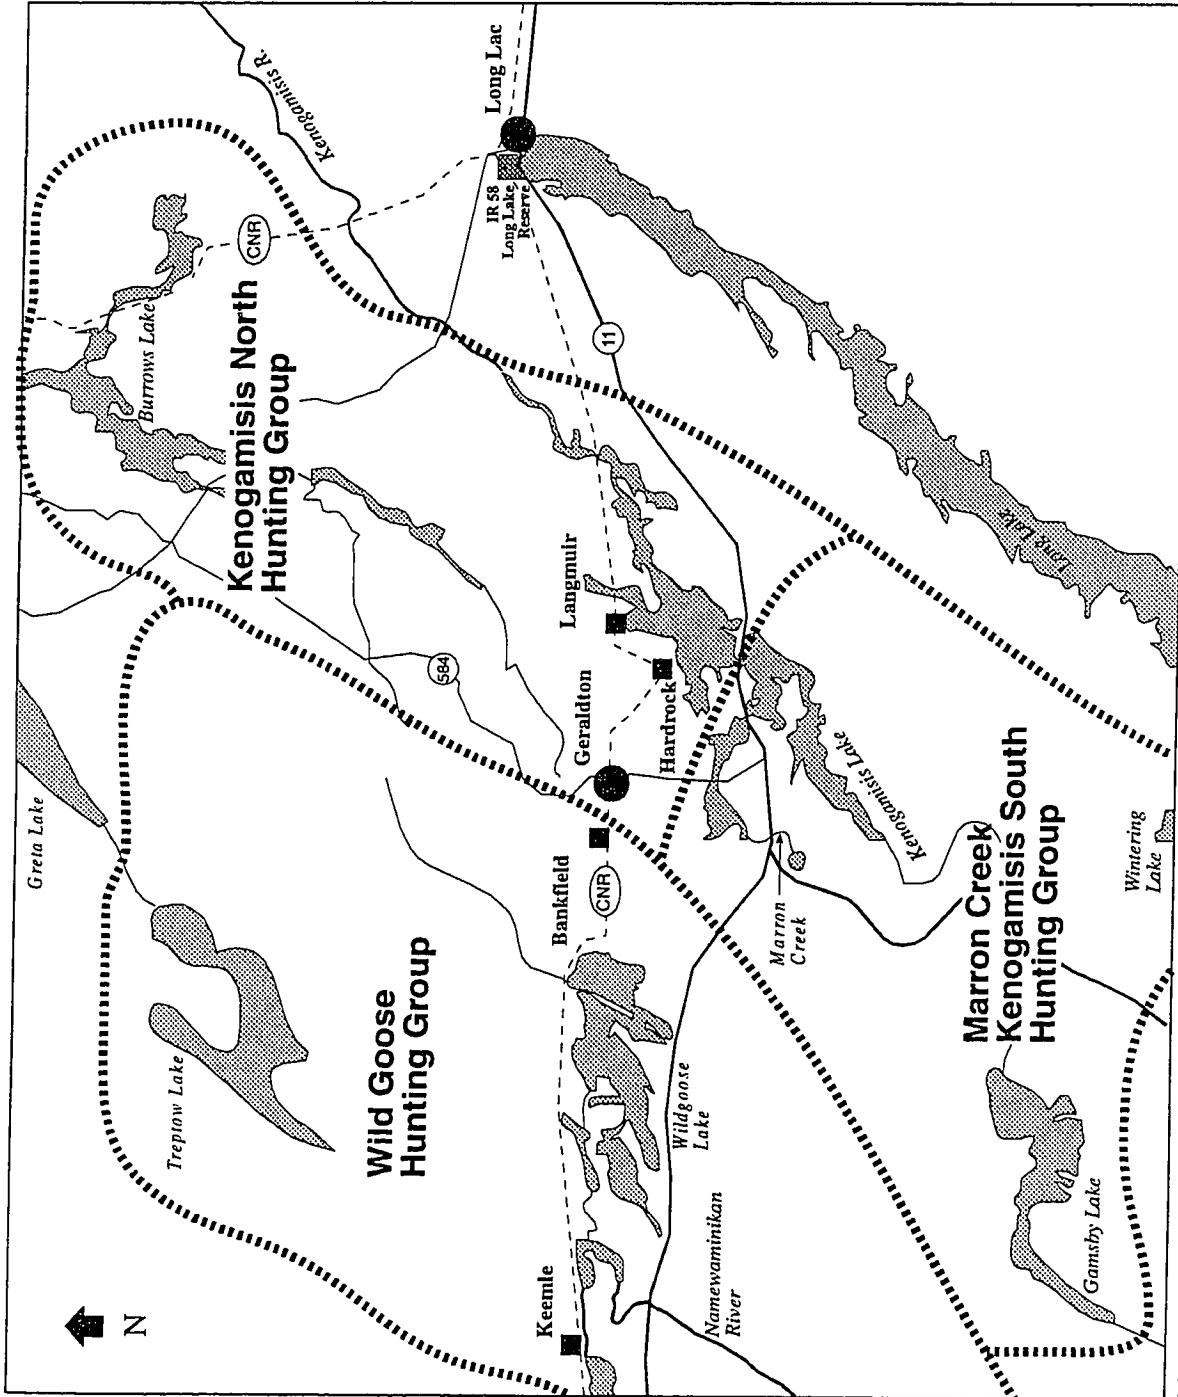 N
Greta Lake
Treptow Lake
Wild Goose
Hunting Group
Keemle
Namewaminikan
River
Wildgoose
Lake
Bankfield
CNR
Geraldton
Hardrock
Langmuir
584
Kenogamisis North
Hunting Group
Burrows Lake
CNR
Kenogamisis R.
Long Lac
IR 58
Long Lake
Reserve
11
Long Lake
Kenogamisis Lake
Marron
Creek
Marron Creek
Kenogamisis South
Hunting Group
Wintering
Lake
Gamsby Lake